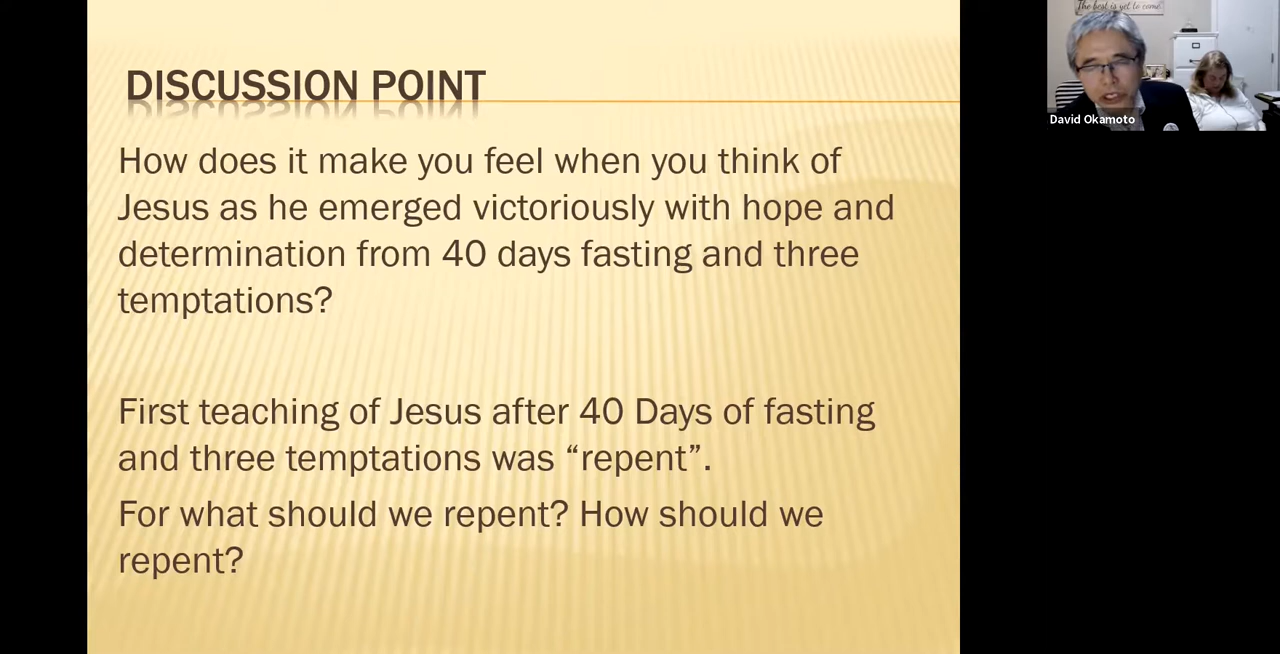 DISCUSSION POINT
How does it make you feel when you think of
Jesus as he emerged victoriously with hope and
determination from 40 days fasting and three
temptations?
First teaching of Jesus after 40 Days of fasting
and three temptations was “repent”.
For what should we repent? How should we
repent?
The best is yet to come
David Okamoto